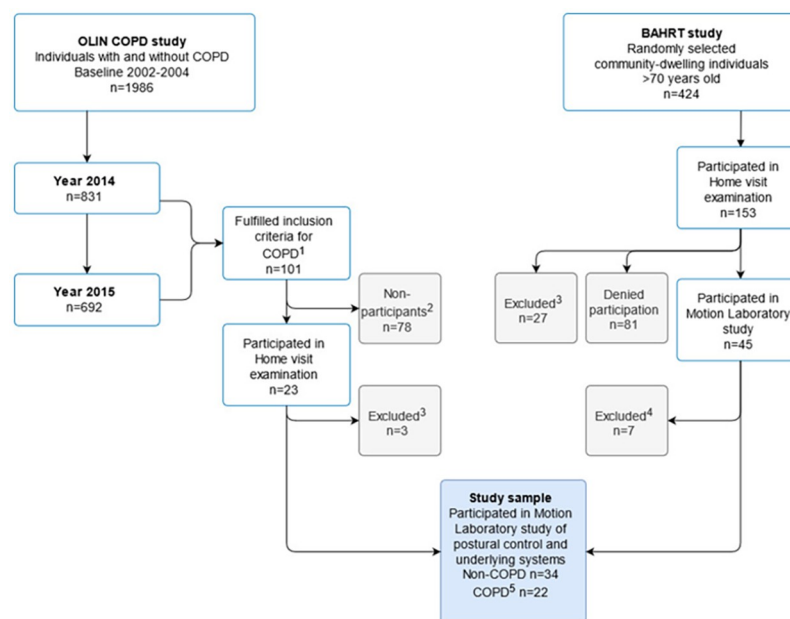 OLIN COPD study
Individuals with and without COPD
Baseline 2002-2004
n=1986
BAHRT study
Randomly selected
community-dwelling individuals
>70 years old
n=424
Year 2014
n=831
Participated in
Home visit
examination
n=153
Fulfilled inclusion
criteria for
COPD1
n=101
Year 2015
n=692
Non-
participants2
n=78
Excluded3
n=27
Denied
participation
n=81
Participated in
Motion Laboratory
study
n=45
Participated in
Home visit
examination
n=23
Excluded3
n=3
Excluded4
n=7
Study sample
Participated in Motion
Laboratory study of
postural control and
underlying systems
Non-COPD n=34
COPD5 n=22